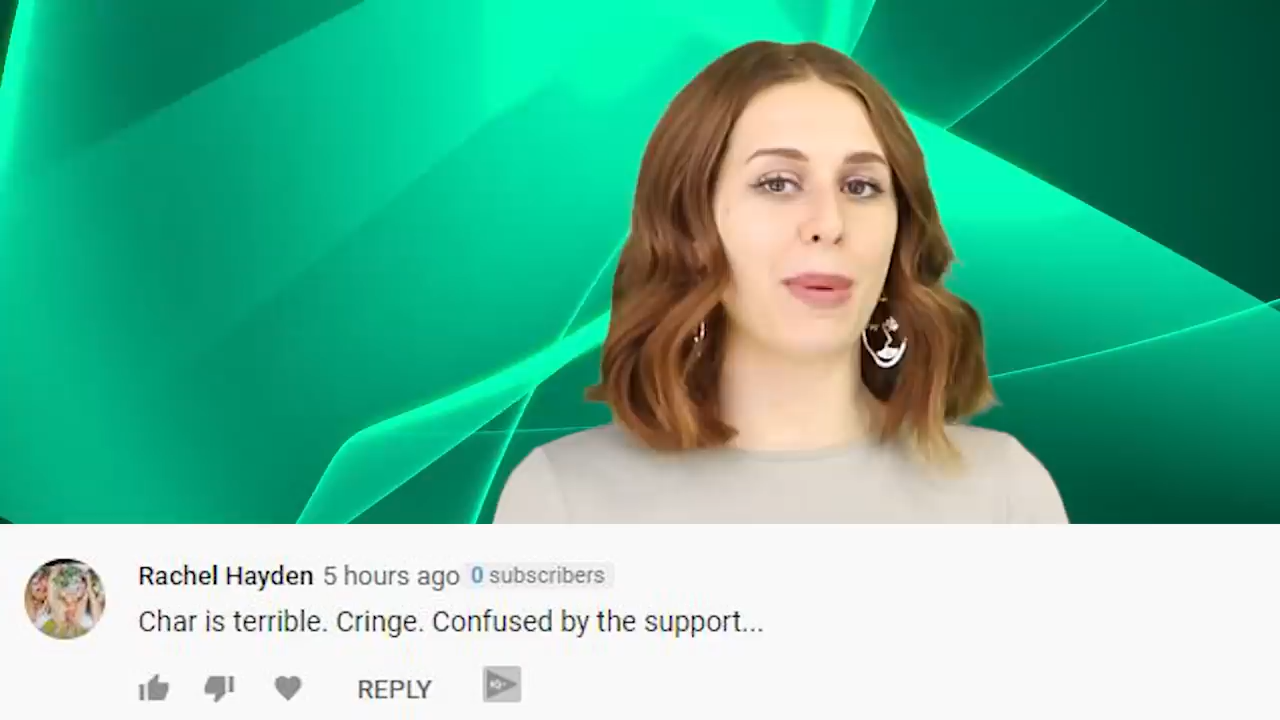 Rachel Hayden 5 hours ago 0 subscribers
Char is terrible. Cringe. Confused by the support...
REPLY